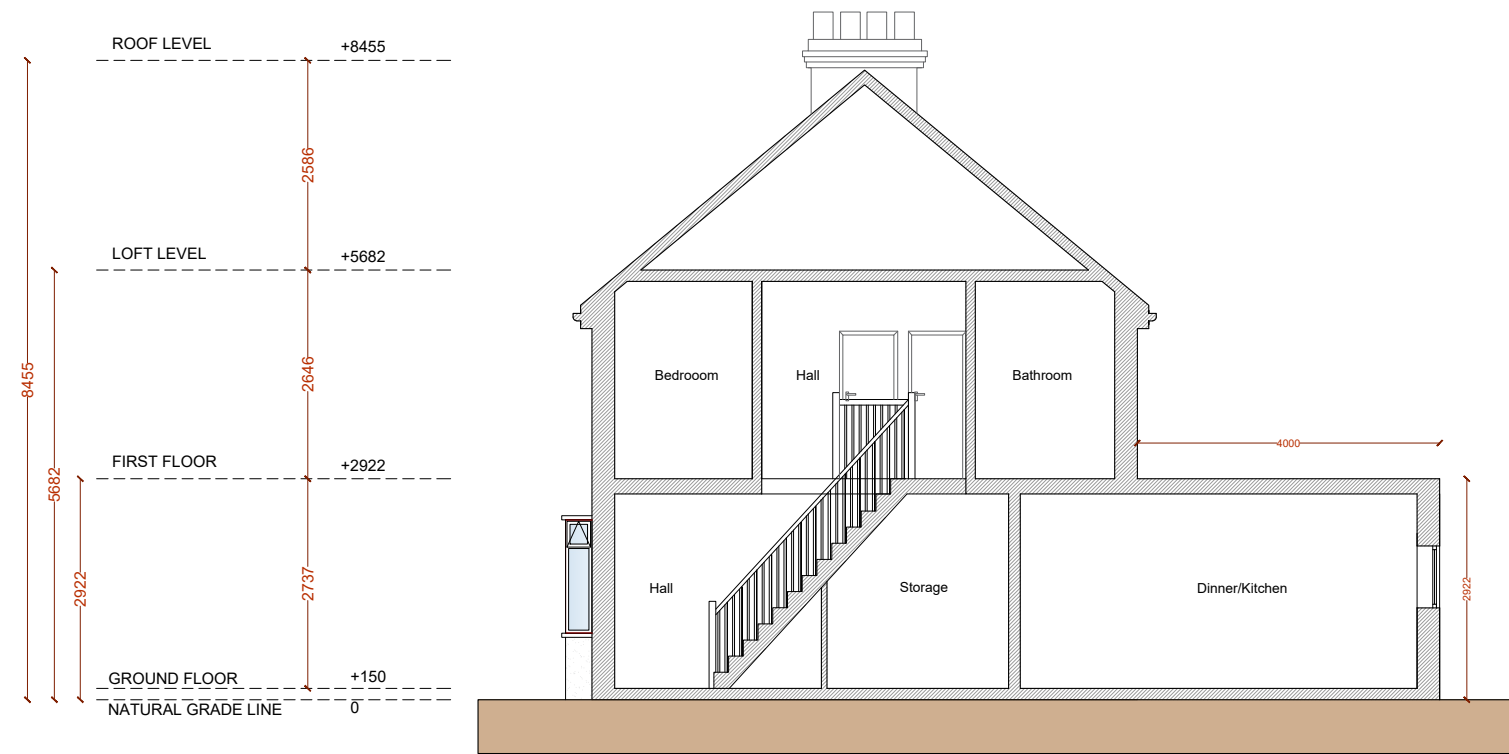 ROOF LEVEL +8455
2586
LOFT LEVEL +5682
8455
2646
Bedrooom Hall Bathroom
4000
FIRST FLOOR +2922
5682
2922
2737
Hall Storage Dinner/Kitchen
2922
GROUND FLOOR +150
NATURAL GRADE LINE 0